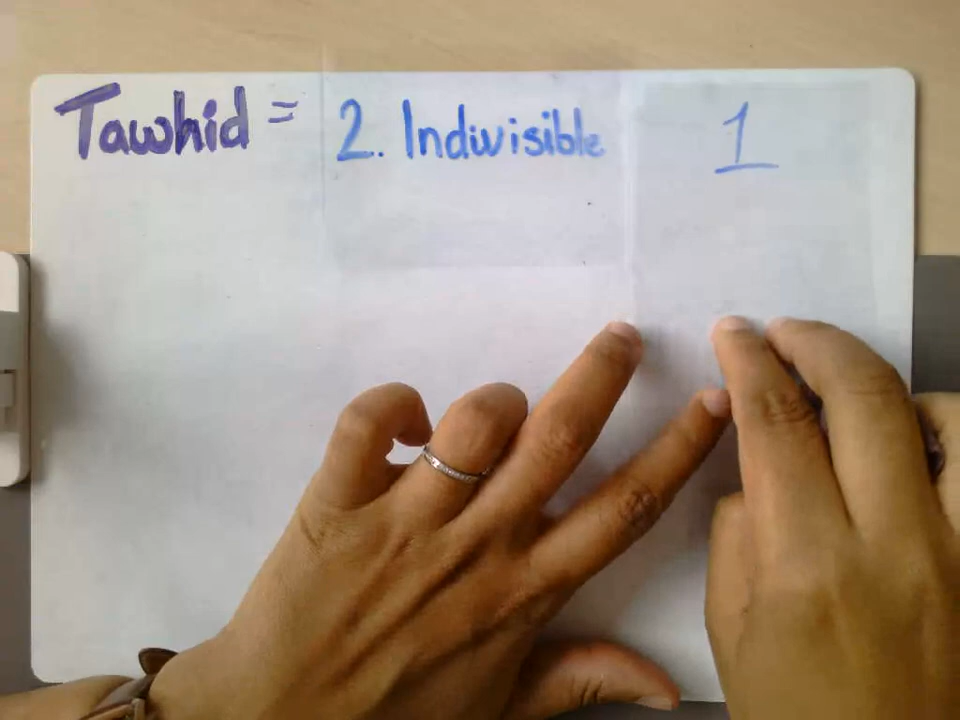 Tawhid = 2. Indivisible 1